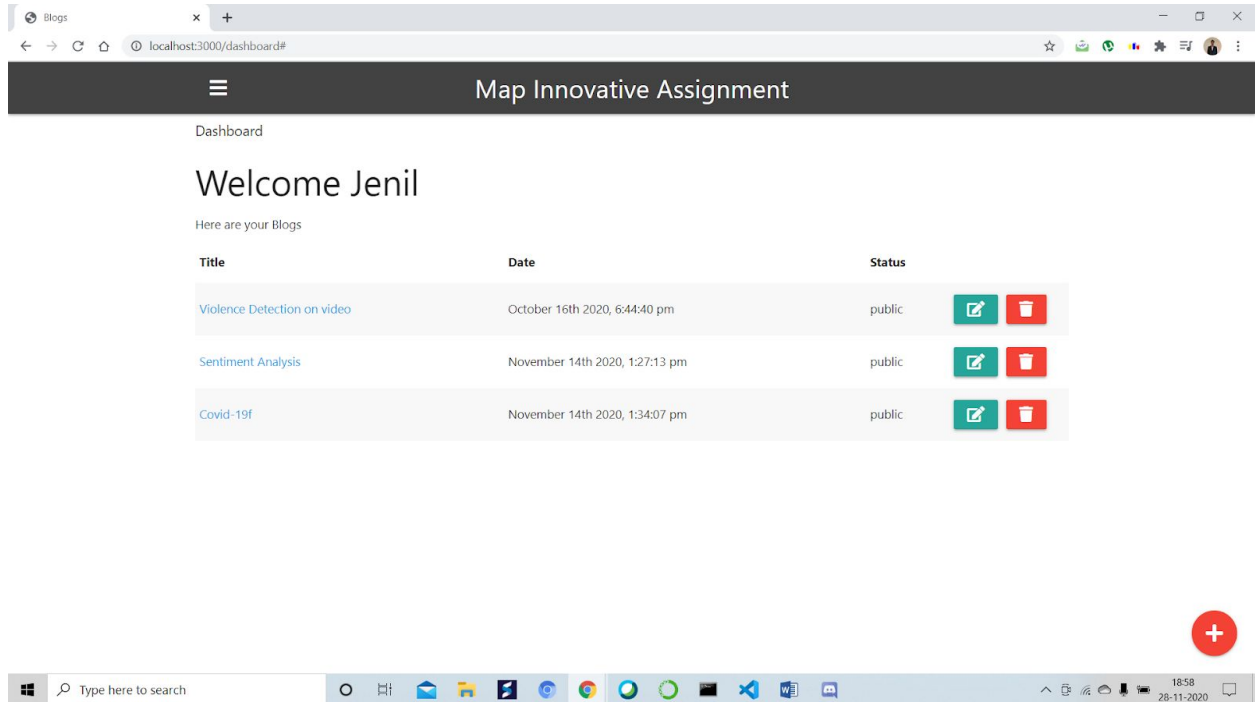 Blogs
localhost:3000/dashboard#
Map Innovative Assignment
Dashboard
Welcome Jenil
Here are your Blogs
Title Date Status
Violence Detection on video October 16th 2020, 6:44:40 pm public
Sentiment Analysis November 14th 2020, 1:27:13 pm public
Covid-19f November 14th 2020, 1:34:07 pm public
Type here to search
18:58
28-11-2020